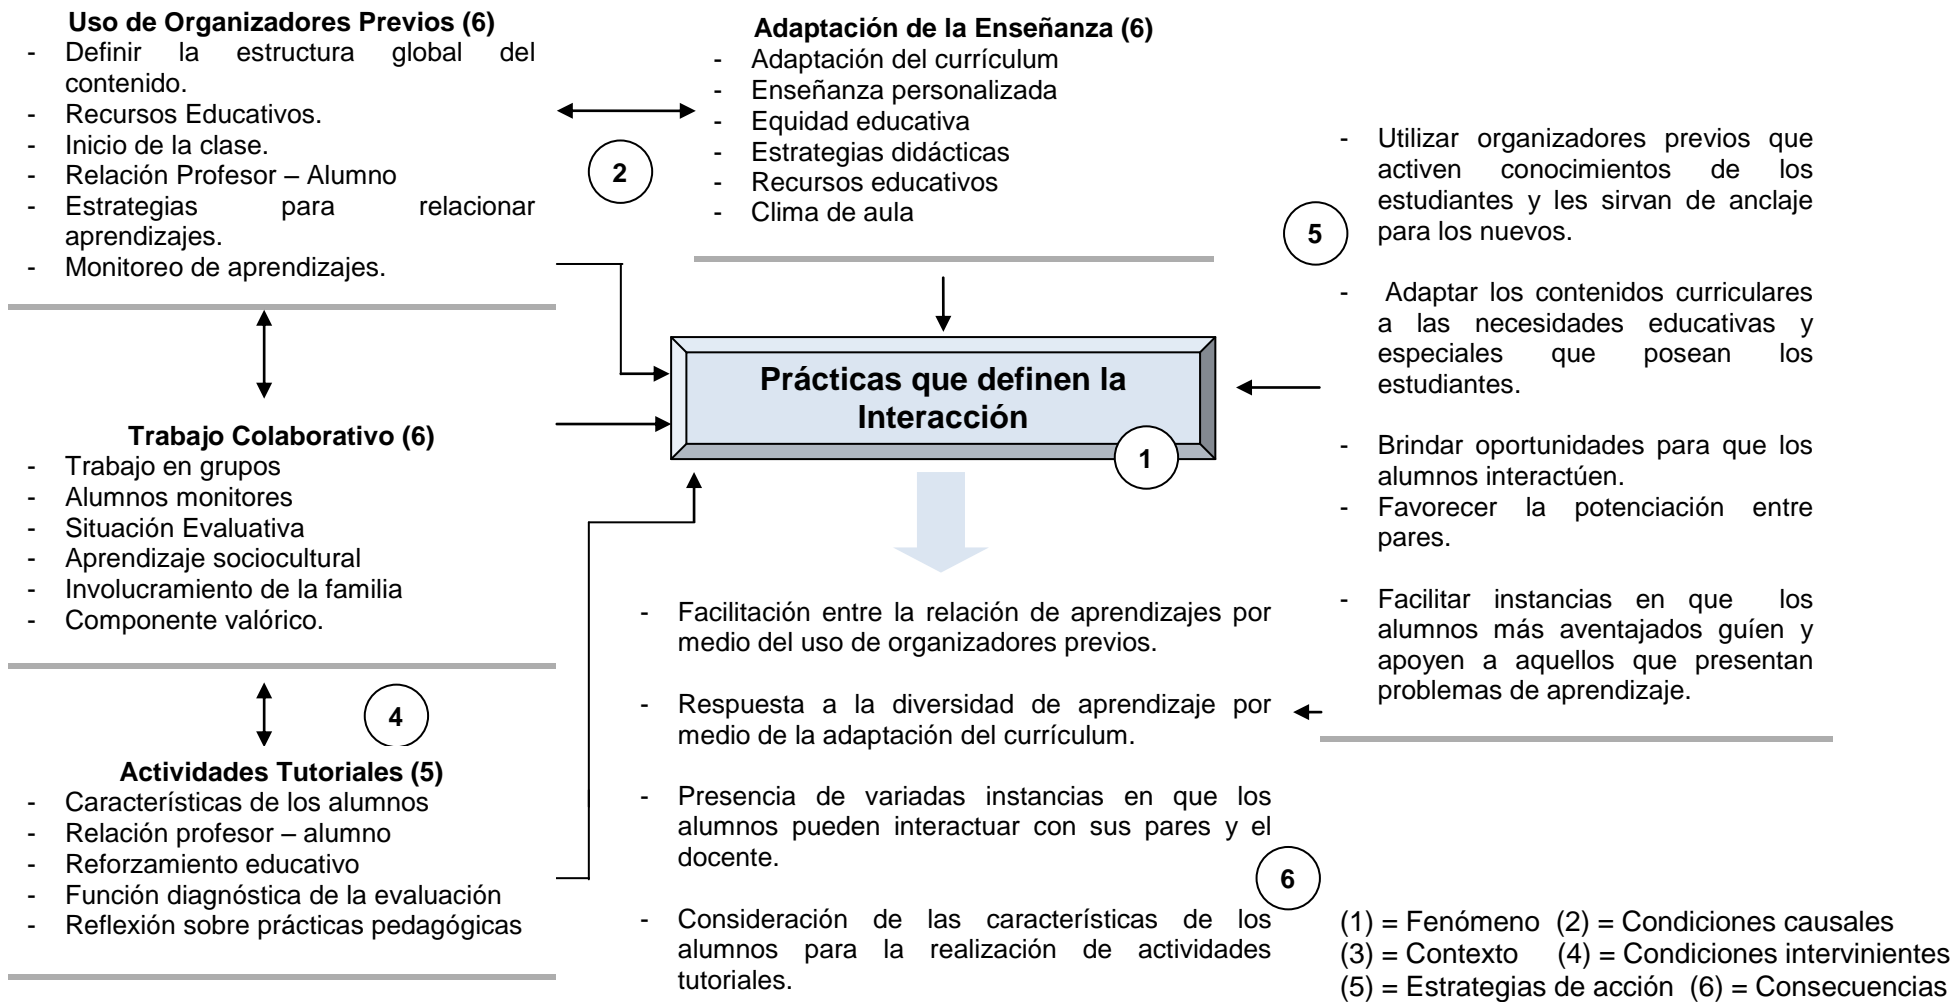 Uso de Organizadores Previos (6)
- Definir la estructura global del
contenido.
- Recursos Educativos.
- Inicio de la clase.
- Relación Profesor – Alumno
- Estrategias para relacionar
aprendizajes.
- Monitoreo de aprendizajes.
2
Adaptación de la Enseñanza (6)
- Adaptación del currículum
- Enseñanza personalizada
- Equidad educativa
- Estrategias didácticas
- Recursos educativos
- Clima de aula
5
- Utilizar organizadores previos que
activen conocimientos de los
estudiantes y les sirvan de anclaje
para los nuevos.
- Adaptar los contenidos curriculares
a las necesidades educativas y
especiales que posean los
estudiantes.
- Brindar oportunidades para que los
alumnos interactúen.
- Favorecer la potenciación entre
pares.
- Facilitar instancias en que los
alumnos más aventajados guíen y
apoyen a aquellos que presentan
problemas de aprendizaje.
Prácticas que definen la
Interacción
1
Trabajo Colaborativo (6)
- Trabajo en grupos
- Alumnos monitores
- Situación Evaluativa
- Aprendizaje sociocultural
- Involucramiento de la familia
- Componente valórico.
4
Actividades Tutoriales (5)
- Características de los alumnos
- Relación profesor – alumno
- Reforzamiento educativo
- Función diagnóstica de la evaluación
- Reflexión sobre prácticas pedagógicas
- Facilitación entre la relación de aprendizajes por
medio del uso de organizadores previos.
- Respuesta a la diversidad de aprendizaje por
medio de la adaptación del currículum.
- Presencia de variadas instancias en que los
alumnos pueden interactuar con sus pares y el
docente.
- Consideración de las características de los
alumnos para la realización de actividades
tutoriales.
6
(1) = Fenómeno (2) = Condiciones causales
(3) = Contexto (4) = Condiciones intervinientes
(5) = Estrategias de acción (6) = Consecuencias